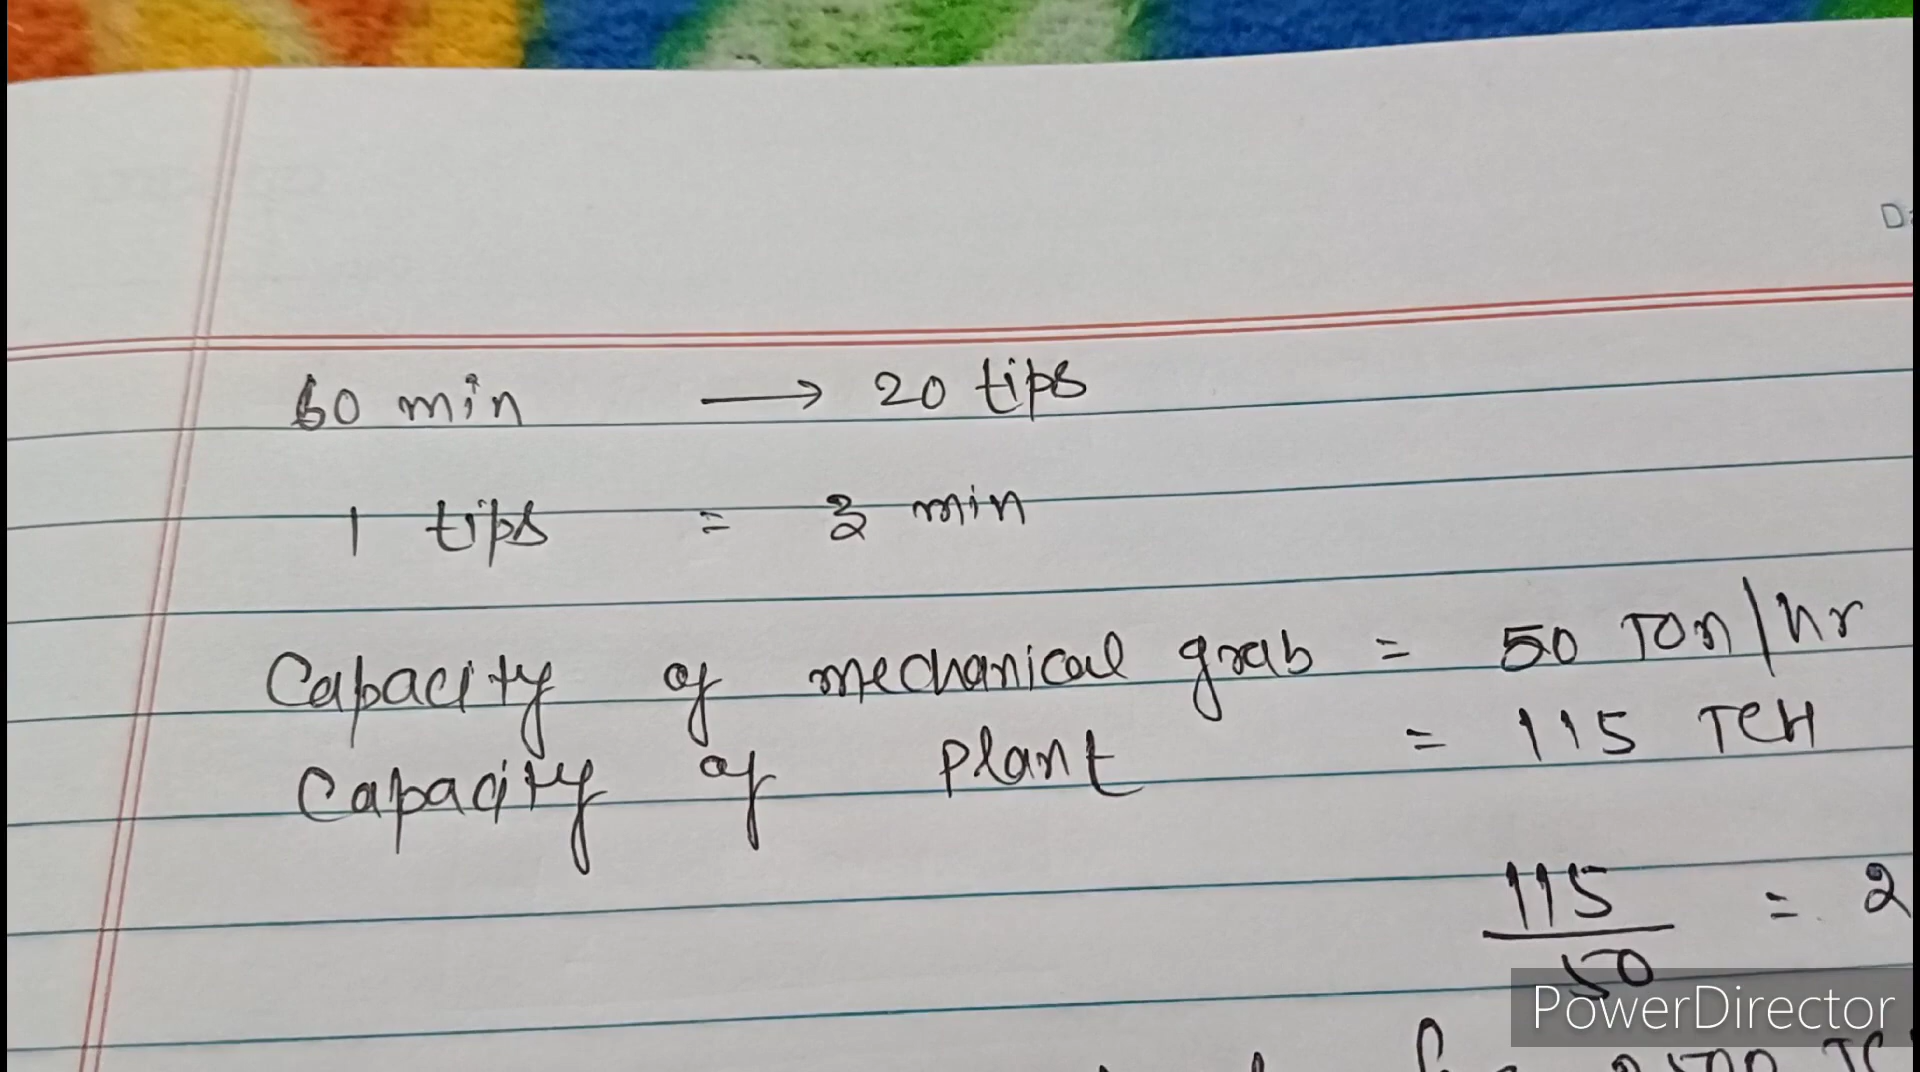 60 min → 20 tips
1 tips = 3 min
Capacity of mechanical grab = 50 Ton/hr
Capacity of plant = 115 TCH
115
50
= 2
PowerDirector